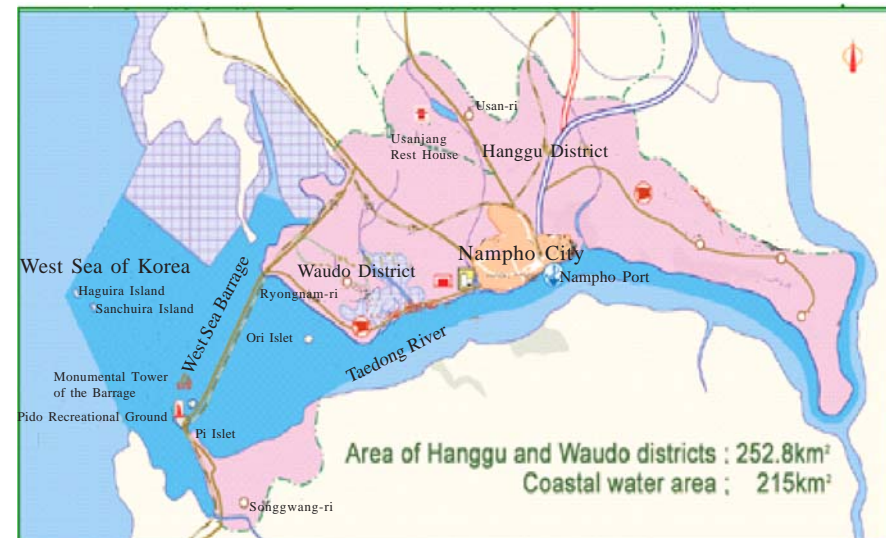 Usan-ri
Usanjang
Rest House
Hanggu District
Nampho City
West Sea of Korea
Waudo District
Nampho Port
Haguira Island
Ryongnam-ri
Sanchuira Island
West Sea Barrage
Ori Islet
Taedong River
Monumental Tower
of the Barrage
Pido Recreational Ground
Pi Islet
Area of Hanggu and Waudo districts : 252.8km²
Coastal water area ; 215km²
Songgwang-ri